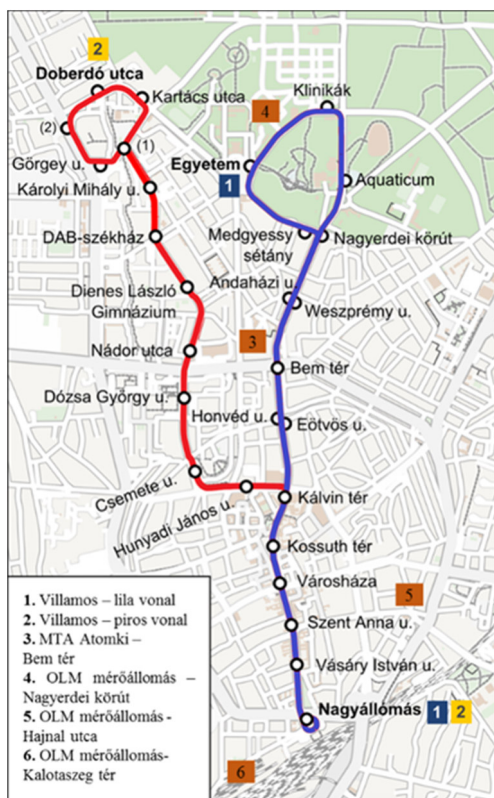 2
Doberdó utca
Kartács utca
(2)
(1)
Görgey u.
Károlyi Mihály u.
DAB-székház
Dienes László
Gimnázium
Nádor utca
Dózsa György u.
Csemete u.
Hunyadi János u.
4
Klinikák
Egyetem
1
Aquaticum
Medgyessy
sétány
Nagyerdei körút
Andaházi u.
Weszprémy u.
3
Bem tér
Honvéd u.
Eötvös u.
Kálvin tér
Kossuth tér
Városháza
5
Szent Anna u.
Vásáry István u.
Nagyállomás 1 2
6
1. Villamos – lila vonal
2. Villamos – piros vonal
3. MTA Atomki –
Bem tér
4. OLM mérőállomás –
Nagyerdei körút
5. OLM mérőállomás -
Hajnal utca
6. OLM mérőállomás-
Kalotaszeg tér